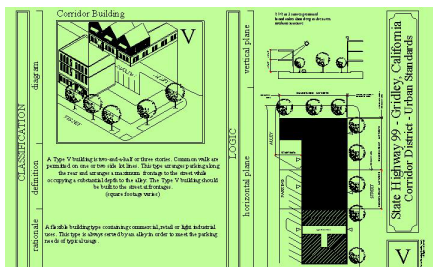 Corridor Building
V
CLASSIFICATION
diagram
definition
rationale
A Type V building is two-and-a-half or three stories. Common walls are
permitted on one or two side lot lines. This type arranges parking along
the rear and arranges a maximum frontage to the street while
occupying a substantial depth to the alley. The Type V building should
be built to the street at frontages.
(square footage varies)
A flexible building type containing commercial, retail or light industrial
uses. This type is always served by an alley in order to meet the parking
needs of typical usage.
LOGIC
vertical plane
horizontal plane
ALLEY
PARKING
STREET
State Highway 99 - Gridley, California
Corridor District - Urban Standards
V